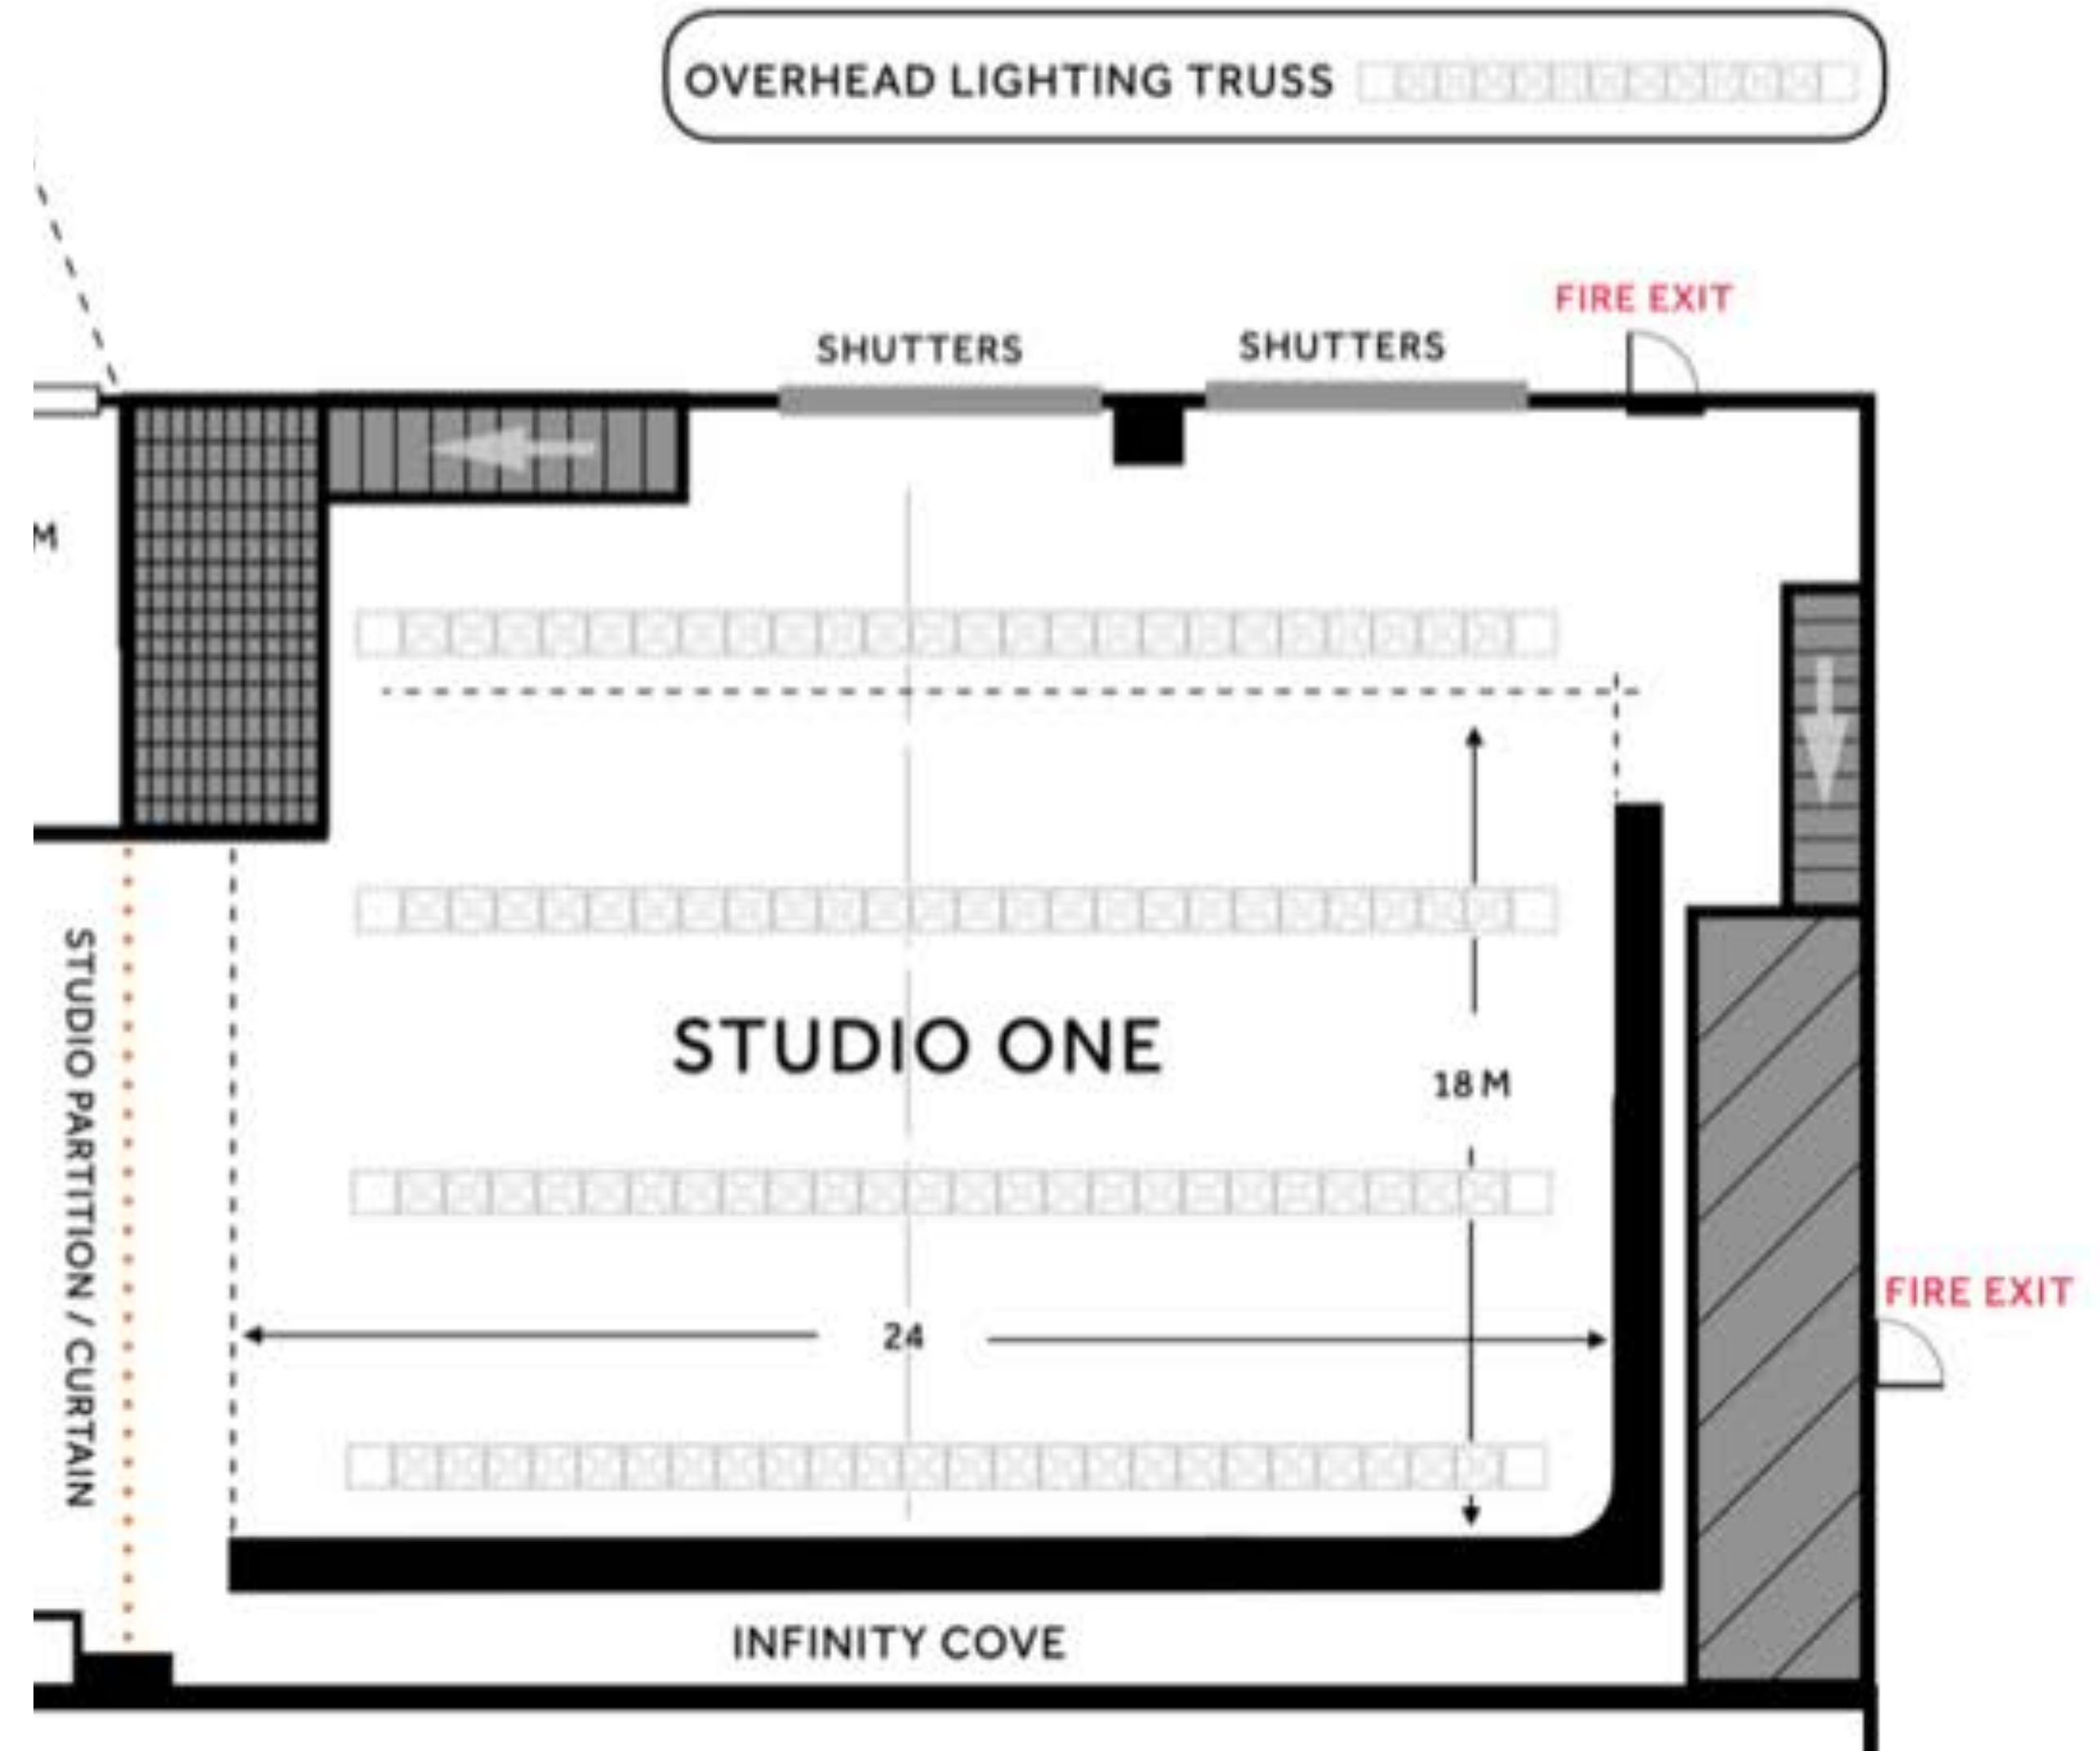 OVERHEAD LIGHTING TRUSS
FIRE EXIT
SHUTTERS
SHUTTERS
M
STUDIO ONE
18 M
STUDIO PARTITION / CURTAIN
FIRE EXIT
24
INFINITY COVE